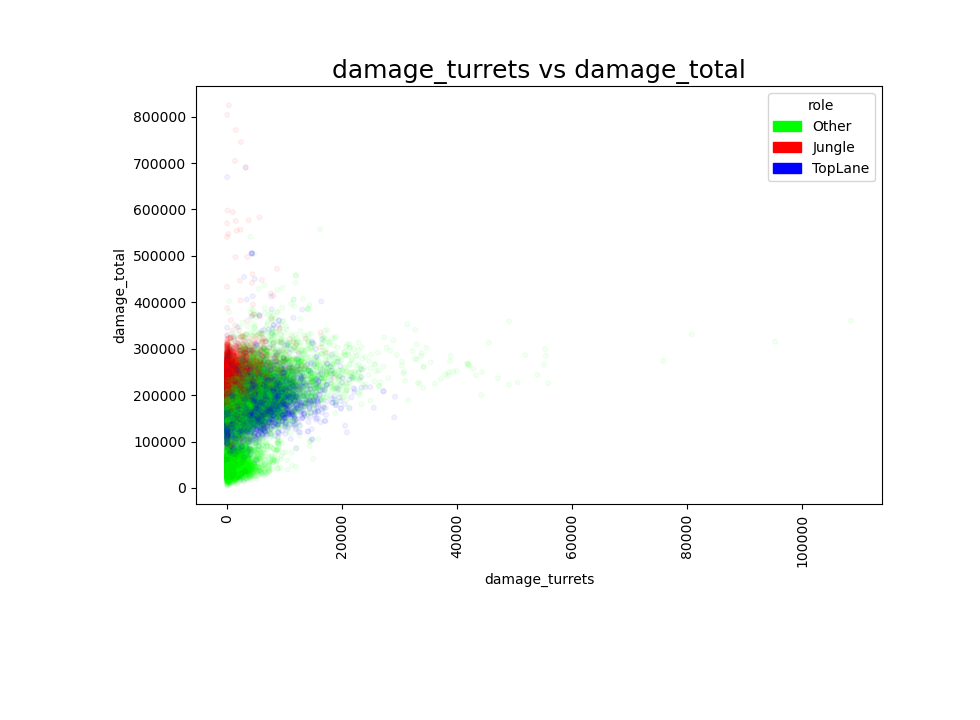 damage_turrets vs damage_total
role
Other
Jungle
TopLane
damage_total
800000
700000
600000
500000
400000
300000
200000
100000
0
0
20000
40000
60000
80000
100000
damage_turrets